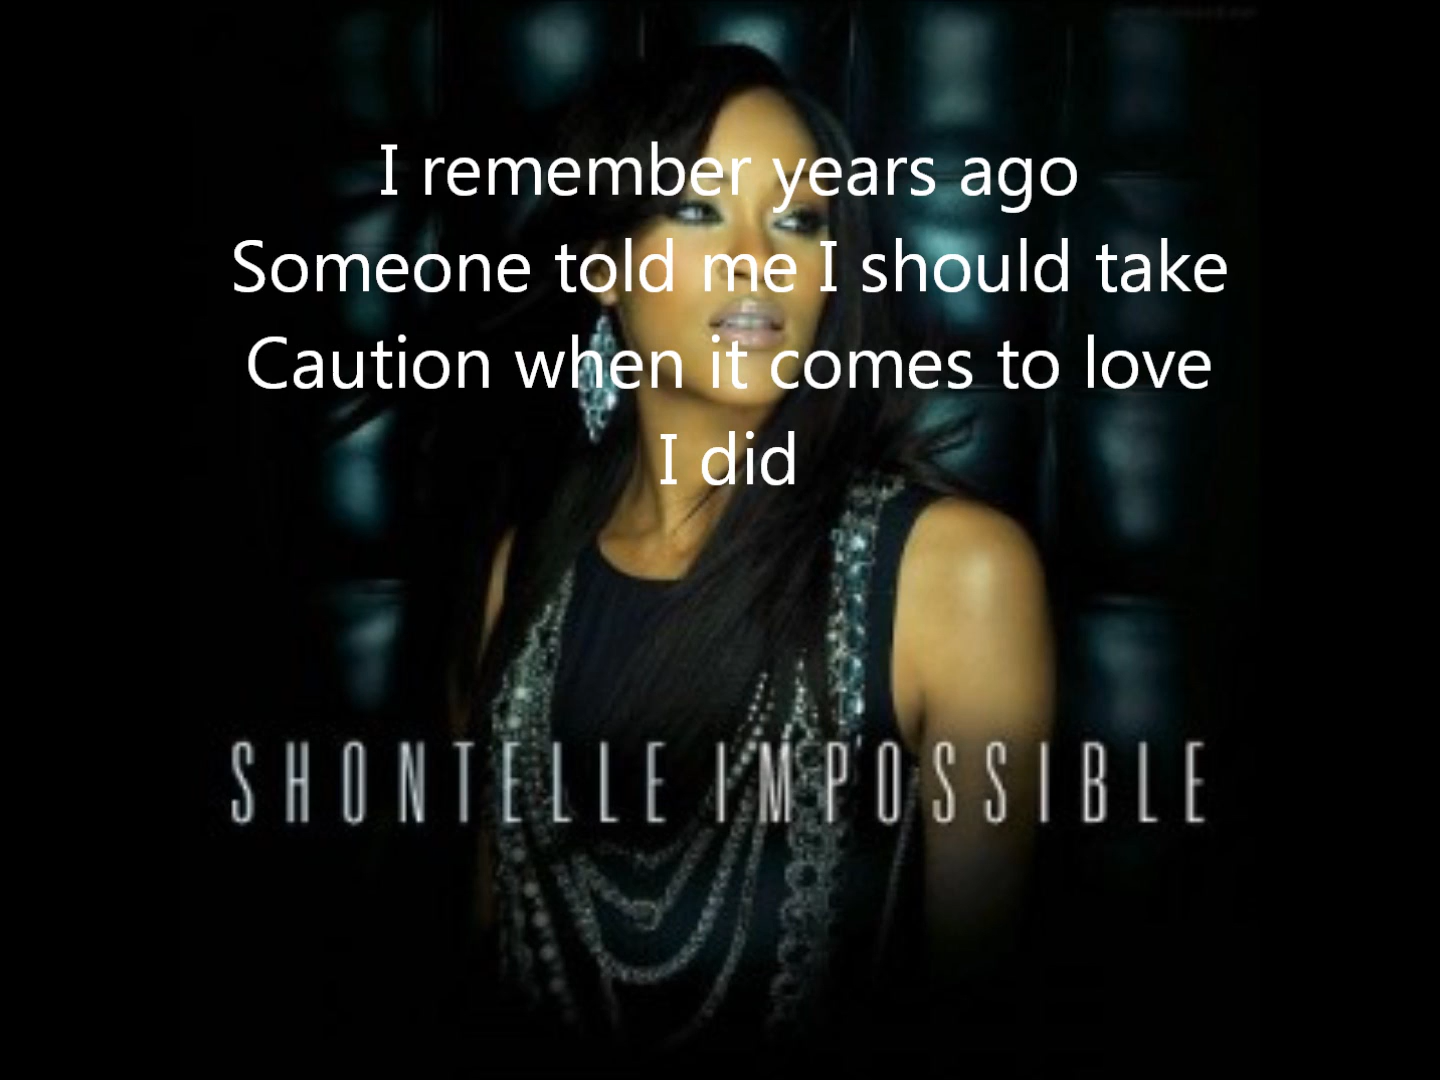 I remember years ago
Someone told me I should take
Caution when it comes to love
I did
SHONTELLE IMPOSSIBLE